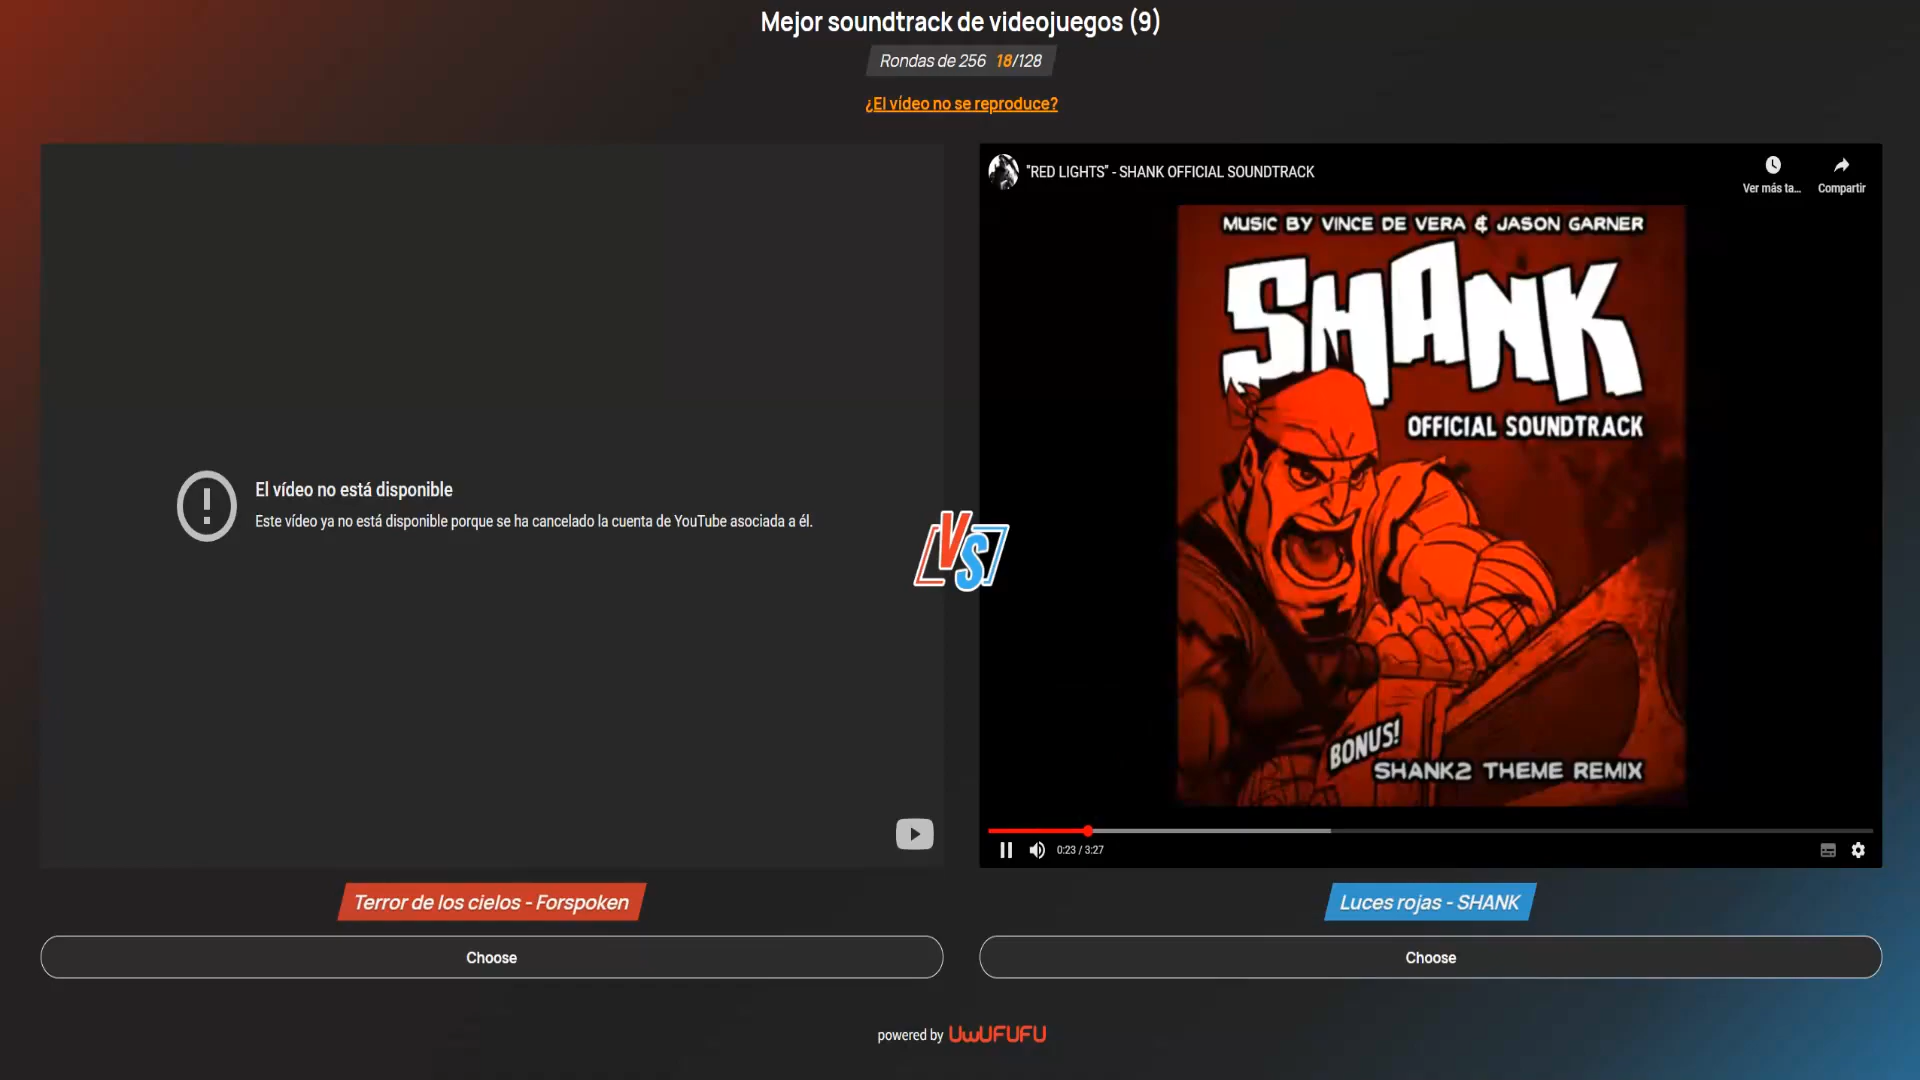 Mejor soundtrack de videojuegos (9)
Rondas de 256 18/128
¿El vídeo no se reproduce?
El vídeo no está disponible
Este vídeo ya no está disponible porque se ha cancelado la cuenta de YouTube asociada a él.
VS
"RED LIGHTS" - SHANK OFFICIAL SOUNDTRACK
Ver más ta...
Compartir
MUSIC BY VINCE DE VERA & JASON GARNER
SHANK
OFFICIAL SOUNDTRACK
BONUS!
SHANK2 THEME REMIX
0:23 / 3:27
Terror de los cielos - Forspoken
Luces rojas - SHANK
Choose
Choose
powered by UwUFUFU